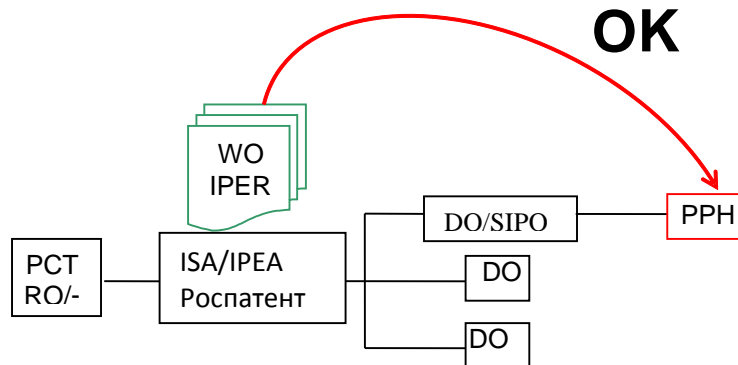 OK
WO
IPER
DO/SIPO
PPH
PCT
RO/-
ISA/IPEA
Роспатент
DO
DO